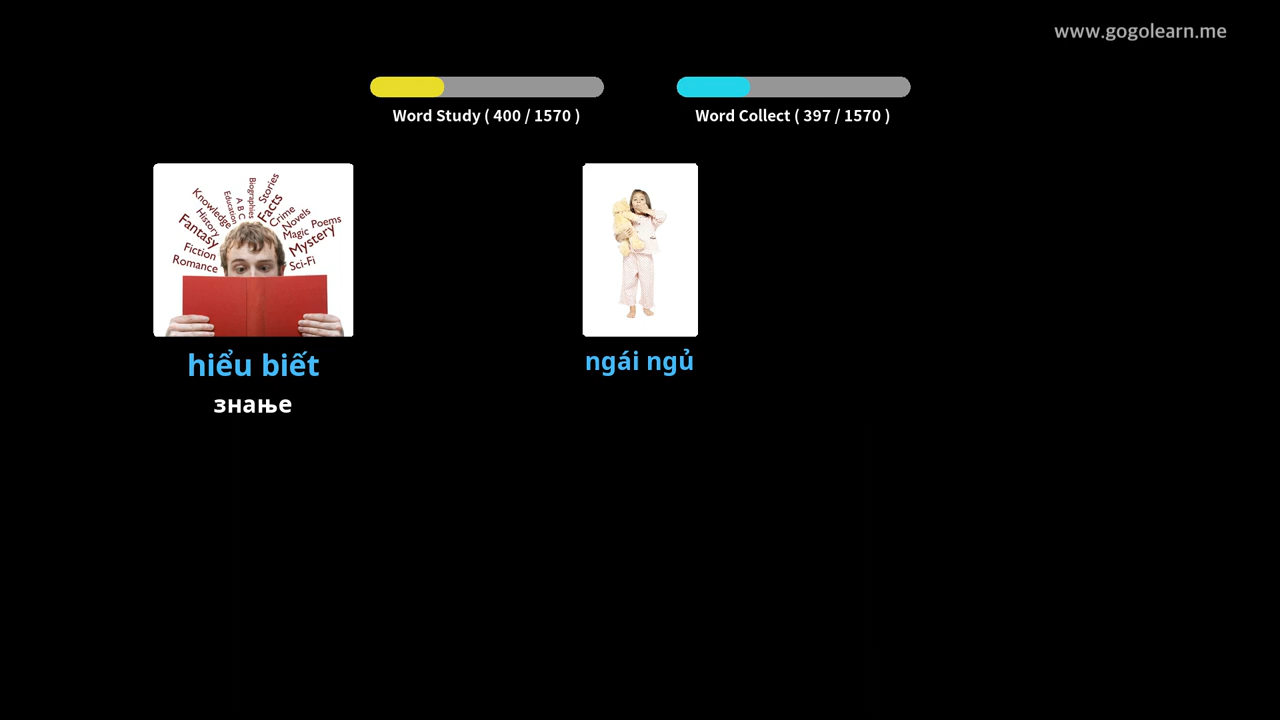 www.gogolearn.me
Word Study ( 400 / 1570 )
Word Collect ( 397 / 1570 )
Knowledge
History
Fantasy
Fiction
Romance
Education
A B C
Biographies
Stories
Facts
Crime
Novels
Magic
Poems
Mystery
Sci-Fi
hiểu biết
знање
ngái ngủ